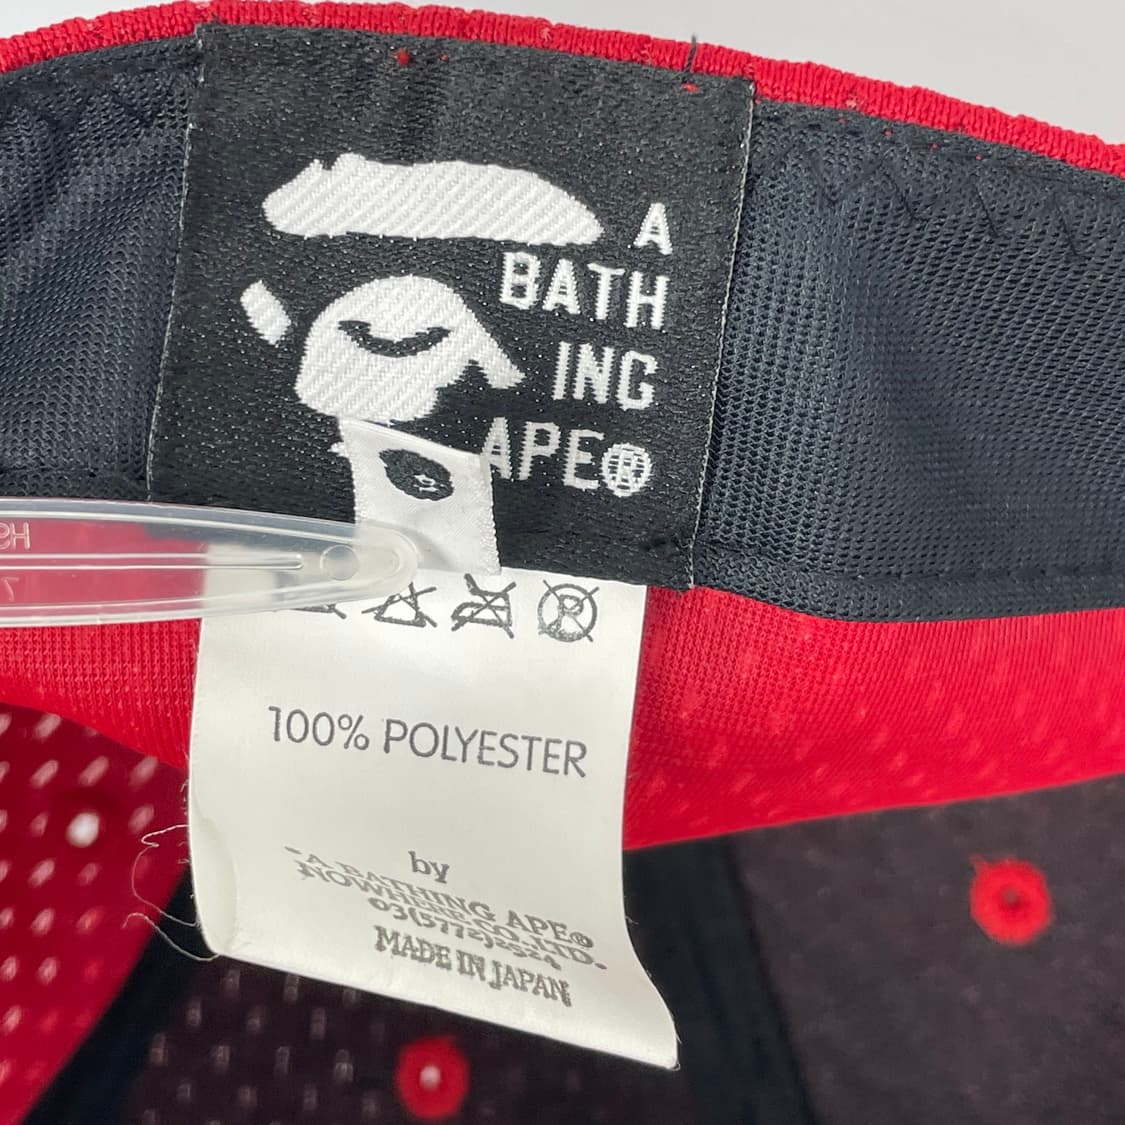 A
BATH
ING
APE®
100% POLYESTER
by
A BATHING APE®
NOWHERE CO., LTD.
03(5772)2524
MADE IN JAPAN